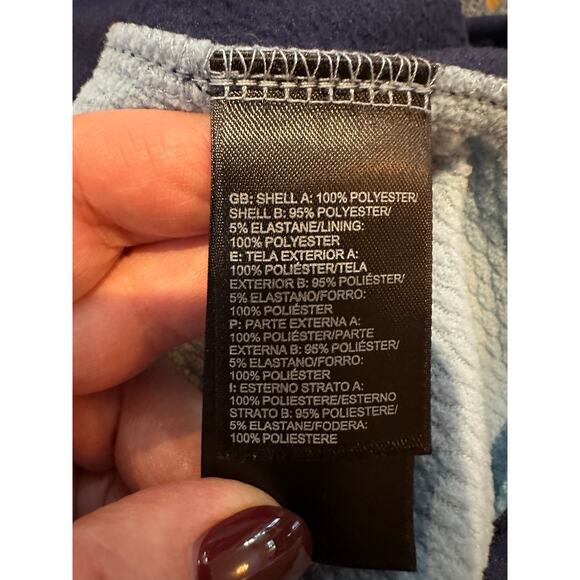 GB: SHELL A: 100% POLYESTER/
SHELL B: 95% POLYESTER/
5% ELASTANE/LINING:
100% POLYESTER
E: TELA EXTERIOR A:
100% POLIÉSTER/TELA
EXTERIOR B: 95% POLIÉSTER/
5% ELASTANO/FORRO:
100% POLIÉSTER
P: PARTE EXTERNA A:
100% POLIÉSTER/PARTE
EXTERNA B: 95% POLIÉSTER/
5% ELASTANO/FORRO:
100% POLIÉSTER
I: ESTERNO STRATO A:
100% POLIESTERE/ESTERNO
STRATO B: 95% POLIESTERE/
5% ELASTANE/FODERA:
100% POLIESTERE